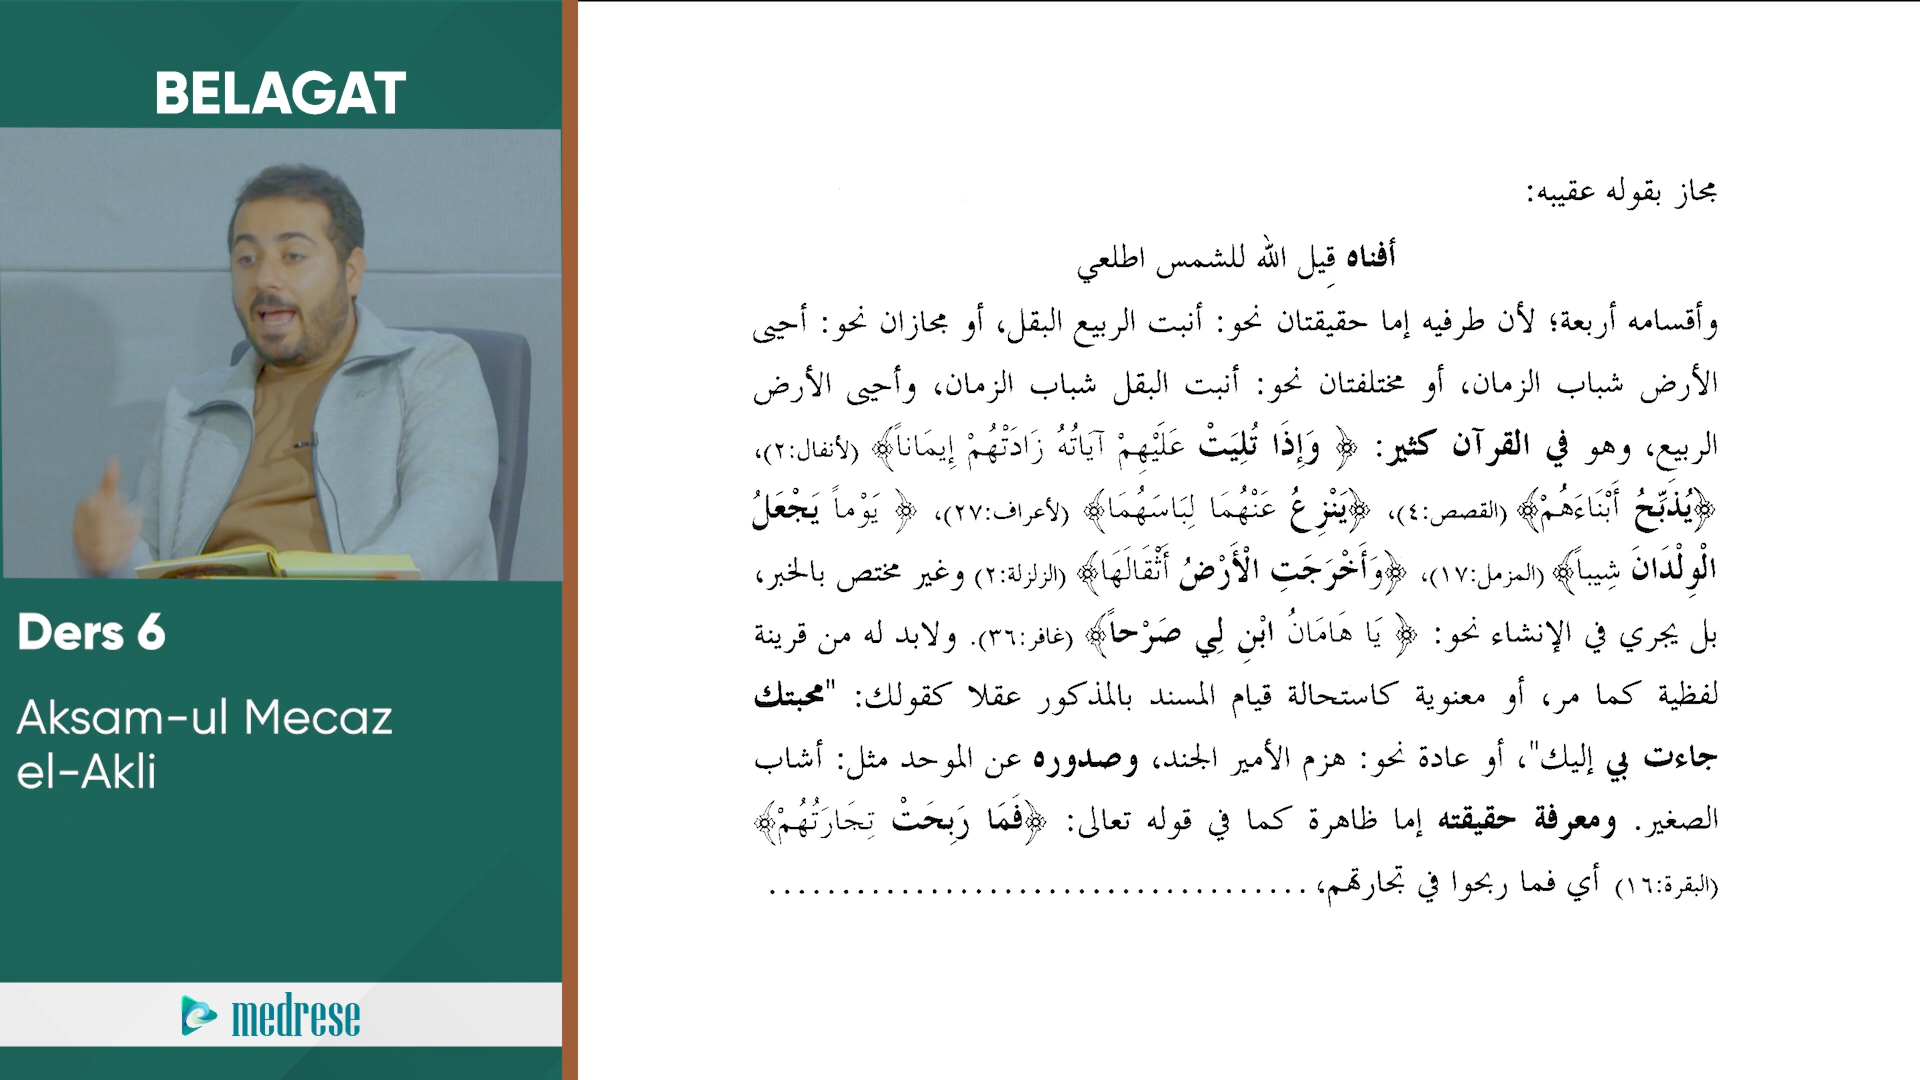 BELAGAT
Ders 6
Aksam-ul Mecaz
el-Akli
medrese
مجاز بقوله عقيبه:
أفناه قِيل الله للشمس اطلعي
وأقسامه أربعة؛ لأن طرفيه إما حقيقتان نحو: أنبت الربيع البقل، أو مجازان نحو: أحيى
الأرض شباب الزمان، أو مختلفتان نحو: أنبت البقل شباب الزمان، وأحيى الأرض
الربيع، وهو في القرآن كثير: ﴿ وَإِذَا تُلِيَتْ عَلَيْهِمْ آيَاتُهُ زَادَتْهُمْ إِيمَاناً﴾ (لأنفال:٢)،
﴿يُذَبِّحُ أَبْنَاءَهُمْ﴾ (القصص:٤)، ﴿يَنْزِعُ عَنْهُمَا لِبَاسَهُمَا﴾ (لأعراف:٢٧)، ﴿ يَوْماً يَجْعَلُ
الْوِلْدَانَ شِيباً﴾ (المزمل:١٧)، ﴿وَأَخْرَجَتِ الْأَرْضُ أَثْقَالَهَا﴾ (الزلزلة:٢) وغير مختص بالخبر،
بل يجري في الإنشاء نحو: ﴿ يَا هَامَانُ ابْنِ لِي صَرْحاً﴾ (غافر:٣٦). ولابد له من قرينة
لفظية كما مر، أو معنوية كاستحالة قيام المسند بالمذكور عقلا كقولك: "محبتك
جاءت بي إليك"، أو عادة نحو: هزم الأمير الجند، وصدوره عن الموحد مثل: أشاب
الصغير. ومعرفة حقيقته إما ظاهرة كما في قوله تعالى: ﴿فَمَا رَبِحَتْ تِجَارَتُهُمْ﴾
(البقرة:١٦) أي فما ربحوا في تجارتهم، .....................................